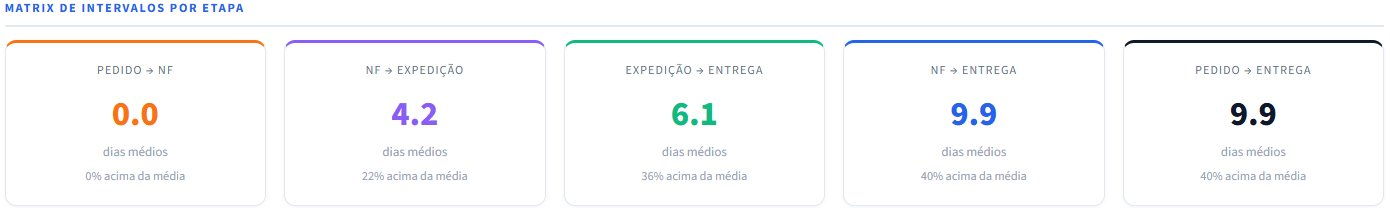 MATRIZ DE INTERVALOS POR ETAPA
PEDIDO → NF
0.0
dias médios
0% acima da média
NF → EXPEDIÇÃO
4.2
dias médios
22% acima da média
EXPEDIÇÃO → ENTREGA
6.1
dias médios
36% acima da média
NF → ENTREGA
9.9
dias médios
40% acima da média
PEDIDO → ENTREGA
9.9
dias médios
40% acima da média